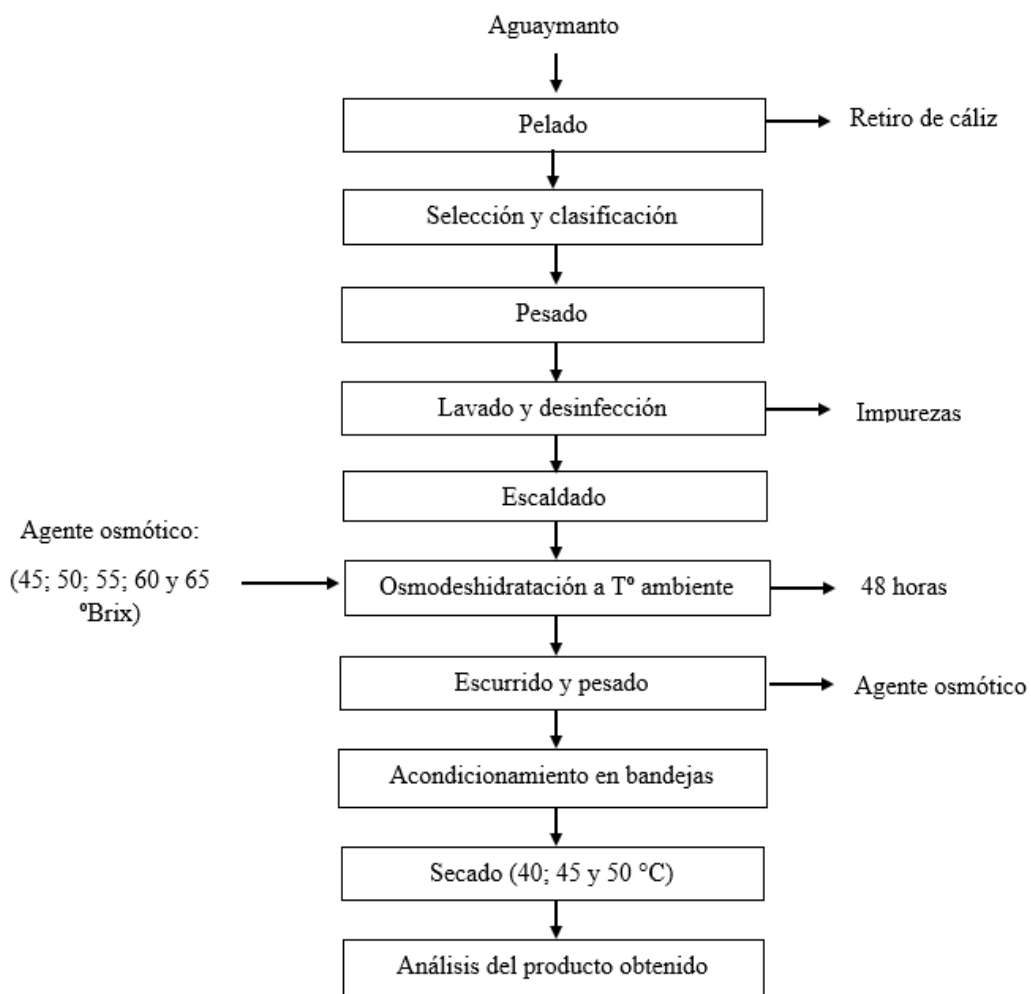 Aguaymanto
Pelado
Retiro de cáliz
Selección y clasificación
Pesado
Lavado y desinfección
Impurezas
Escaldado
Agente osmótico:
(45; 50; 55; 60 y 65
ºBrix)
Osmodeshidratación a Tº ambiente
48 horas
Escurrido y pesado
Agente osmótico
Acondicionamiento en bandejas
Secado (40; 45 y 50 °C)
Análisis del producto obtenido